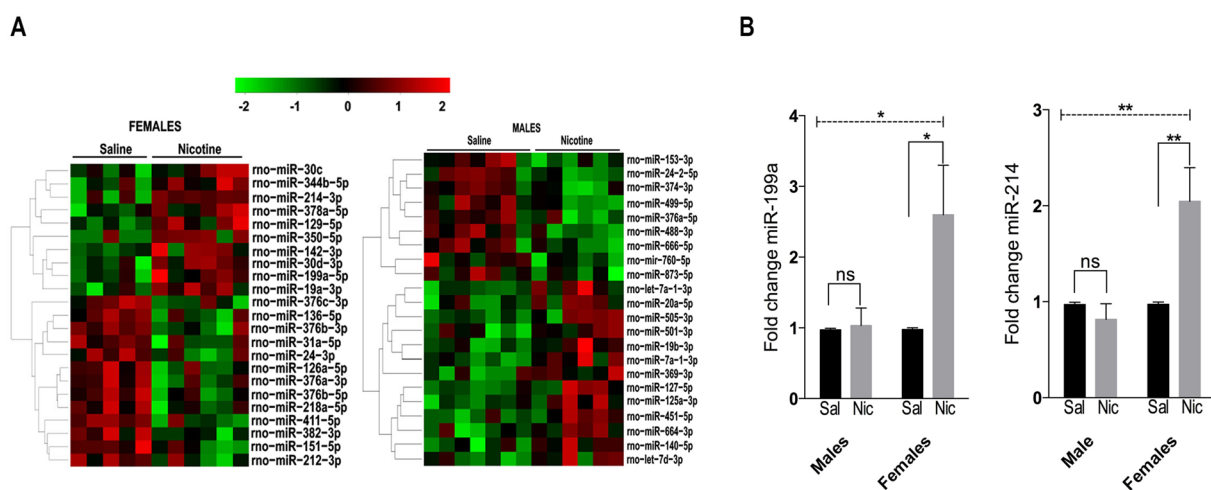 A
-2 -1 0 1 2
FEMALES
Saline Nicotine
rno-miR-30c
rno-miR-344b-5p
rno-miR-214-3p
rno-miR-378a-5p
rno-miR-129-5p
rno-miR-350-5p
rno-miR-142-3p
rno-miR-30d-3p
rno-miR-199a-5p
rno-miR-19a-3p
rno-miR-376c-3p
rno-miR-136-5p
rno-miR-376b-3p
rno-miR-31a-5p
rno-miR-24-3p
rno-miR-126a-5p
rno-miR-376a-3p
rno-miR-376b-5p
rno-miR-218a-5p
rno-miR-411-5p
rno-miR-382-3p
rno-miR-151-5p
rno-miR-212-3p
MALES
Saline Nicotine
rno-miR-153-3p
rno-miR-24-2-5p
rno-miR-374-3p
rno-miR-499-5p
rno-miR-376a-5p
rno-miR-488-3p
rno-miR-666-5p
rno-mir-760-5p
rno-miR-873-5p
rno-let-7a-1-3p
rno-miR-20a-5p
rno-miR-505-3p
rno-miR-501-3p
rno-miR-19b-3p
rno-miR-7a-1-3p
rno-miR-369-3p
rno-miR-127-5p
rno-miR-125a-3p
rno-miR-451-5p
rno-miR-664-3p
rno-miR-140-5p
rno-let-7d-3p
B
Fold change miR-199a
4
3
2
1
0
*
*
ns
Sal Nic Sal Nic
Males Females
Fold change miR-214
3
2
1
0
**
**
ns
Sal Nic Sal Nic
Male Females